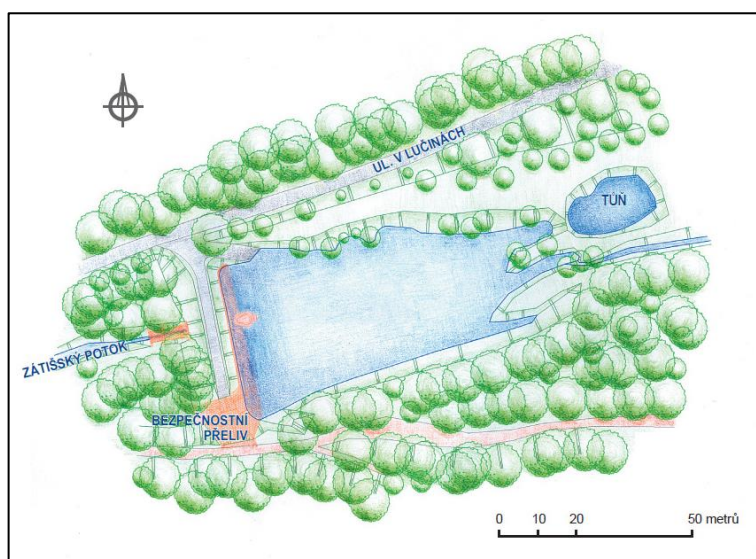 UL. V LUČINÁCH
TŮŇ
ZÁTIŠSKÝ POTOK
BEZPEČNOSTNÍ
PŘELIV
0 10 20 50 metrů